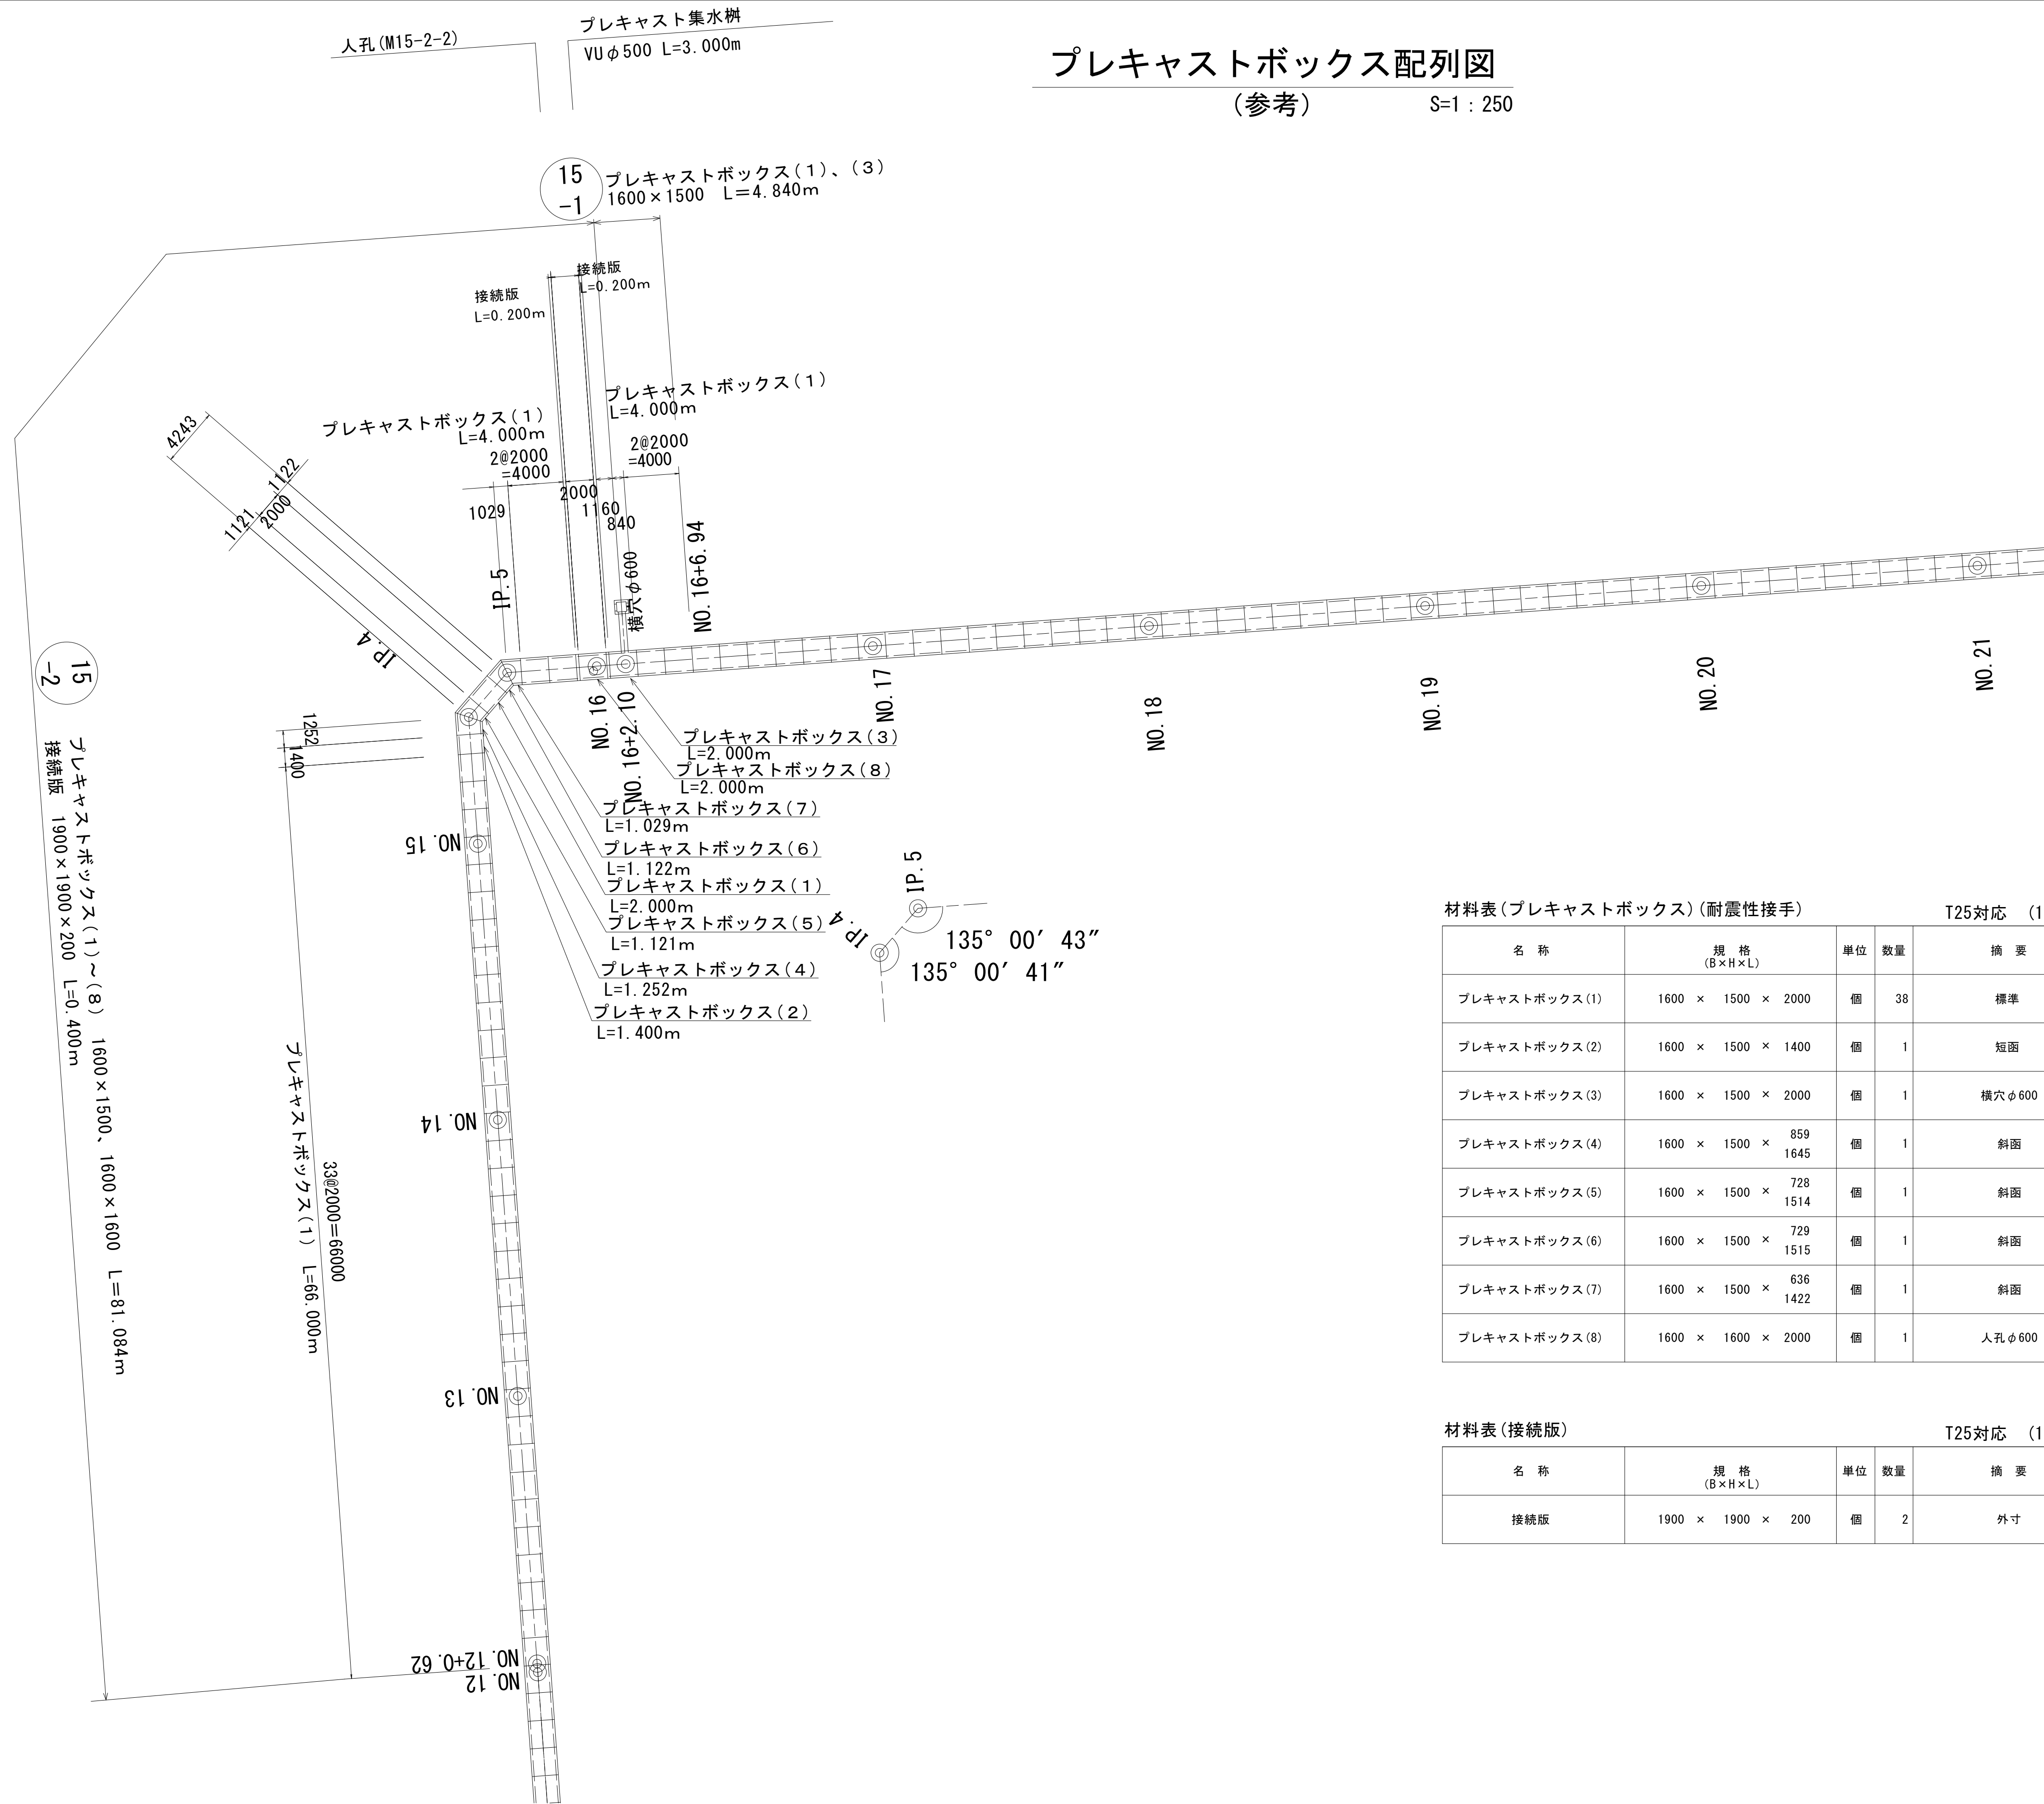 プレキャストボックス配列図
(参考)
S=1：250
人孔(M15-2-2)
プレキャスト集水桝
VUφ500 L=3.000m
15
-1
プレキャストボックス(1)、(3)
1600×1500 L=4.840m
接続版
L=0.200m
接続版
L=0.200m
プレキャストボックス(1)
L=4.000m
プレキャストボックス(1)
L=4.000m
2@2000
=4000
2@2000
=4000
1029
2000
1160
840
4243
1122
2000
1121
IP.4
IP.5
横穴φ600
NO.16+6.94
NO.16
NO.16+2.10
NO.17
NO.18
NO.19
NO.20
NO.21
プレキャストボックス(3)
L=2.000m
プレキャストボックス(8)
L=2.000m
プレキャストボックス(7)
L=1.029m
プレキャストボックス(6)
L=1.122m
プレキャストボックス(1)
L=2.000m
プレキャストボックス(5)
L=1.121m
プレキャストボックス(4)
L=1.252m
プレキャストボックス(2)
L=1.400m
IP.5
IP.4
135° 00′ 43″
135° 00′ 41″
15
-2
プレキャストボックス(1)～(8) 1600×1500、1600×1600 L=81.084m
接続版 1900×1900×200 L=0.400m
1252
1400
プレキャストボックス(1) L=66.000m
33@2000=66000
NO.15
NO.14
NO.13
NO.12+0.62
NO.12
材料表(プレキャストボックス)(耐震性接手) T25対応 (1
名 称 規 格 単位 数量 摘 要
(B×H×L)
プレキャストボックス(1) 1600 × 1500 × 2000 個 38 標準
プレキャストボックス(2) 1600 × 1500 × 1400 個 1 短函
プレキャストボックス(3) 1600 × 1500 × 2000 個 1 横穴φ600
プレキャストボックス(4) 1600 × 1500 × 859 個 1 斜函
1645
プレキャストボックス(5) 1600 × 1500 × 728 個 1 斜函
1514
プレキャストボックス(6) 1600 × 1500 × 729 個 1 斜函
1515
プレキャストボックス(7) 1600 × 1500 × 636 個 1 斜函
1422
プレキャストボックス(8) 1600 × 1600 × 2000 個 1 人孔φ600
材料表(接続版) T25対応 (1
名 称 規 格 単位 数量 摘 要
(B×H×L)
接続版 1900 × 1900 × 200 個 2 外寸